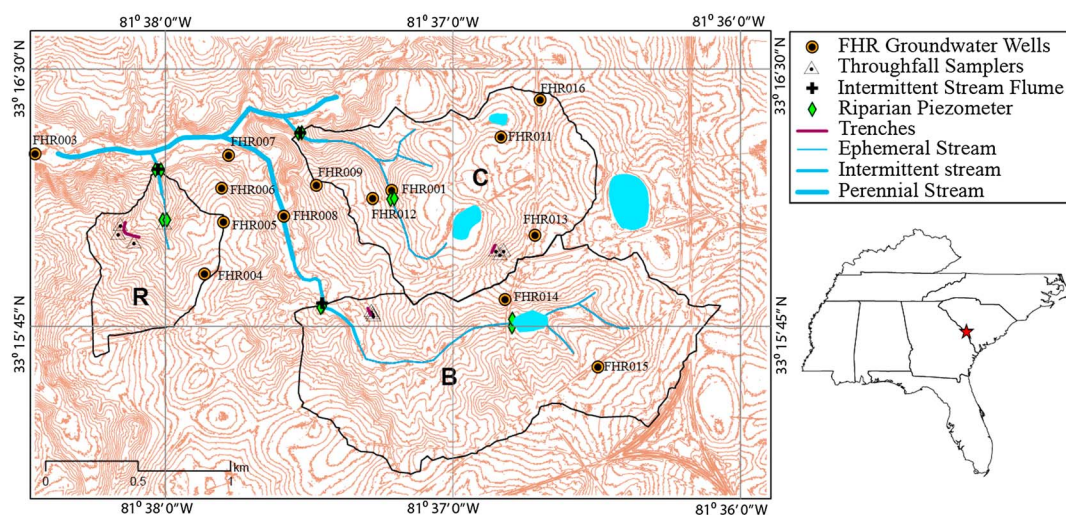 81° 38' 0"W
81° 37' 0"W
81° 36' 0"W
33° 16' 30"N
33° 16' 30"N
FHR003
FHR007
FHR006
FHR005
FHR004
FHR008
FHR009
FHR001
FHR012
FHR011
FHR016
FHR013
FHR014
FHR015
R
C
B
33° 15' 45"N
33° 15' 45"N
0
0.5
1
km
81° 38' 0"W
81° 37' 0"W
81° 36' 0"W
FHR Groundwater Wells
Throughfall Samplers
Intermittent Stream Flume
Riparian Piezometer
Trenches
Ephemeral Stream
Intermittent stream
Perennial Stream